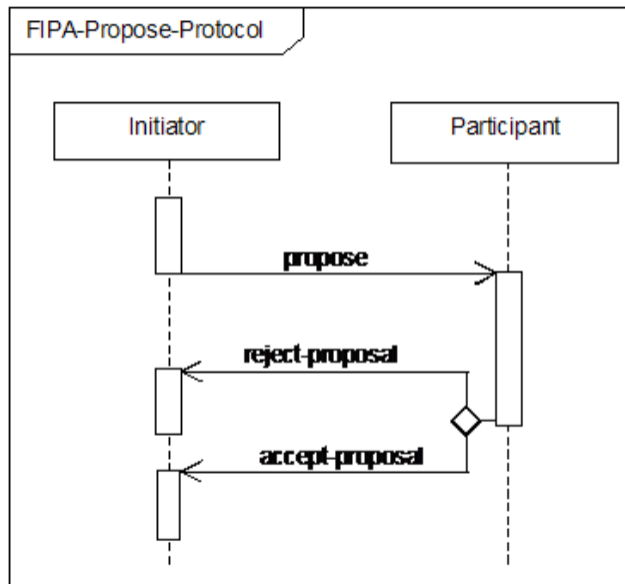 FIPA-Propose-Protocol
Initiator
Participant
propose
reject-proposal
accept-proposal